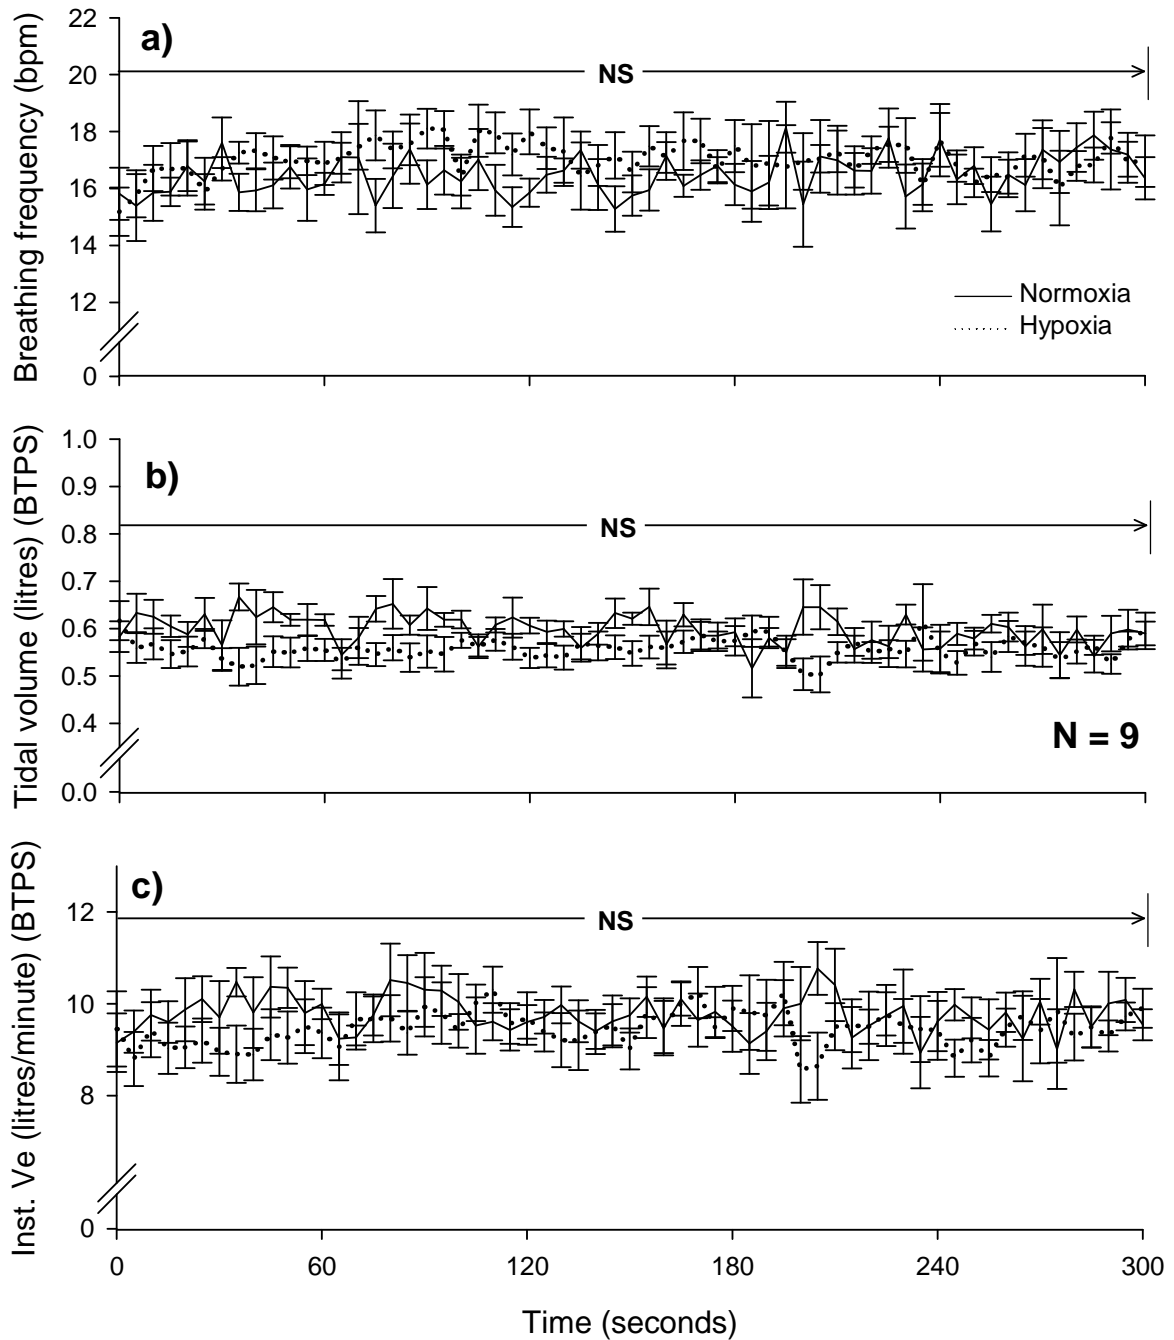 a)
Breathing frequency (bpm)
22
20
18
16
14
12
0
NS
Normoxia
Hypoxia
b)
Tidal volume (litres) (BTPS)
1.0
0.9
0.8
0.7
0.6
0.5
0.4
0.0
NS
N = 9
c)
Inst. Ve (litres/minute) (BTPS)
12
10
8
0
NS
0 60 120 180 240 300
Time (seconds)